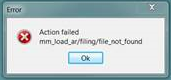 Error
Action failed
mm_load_ar/filing/file_not_found
OK